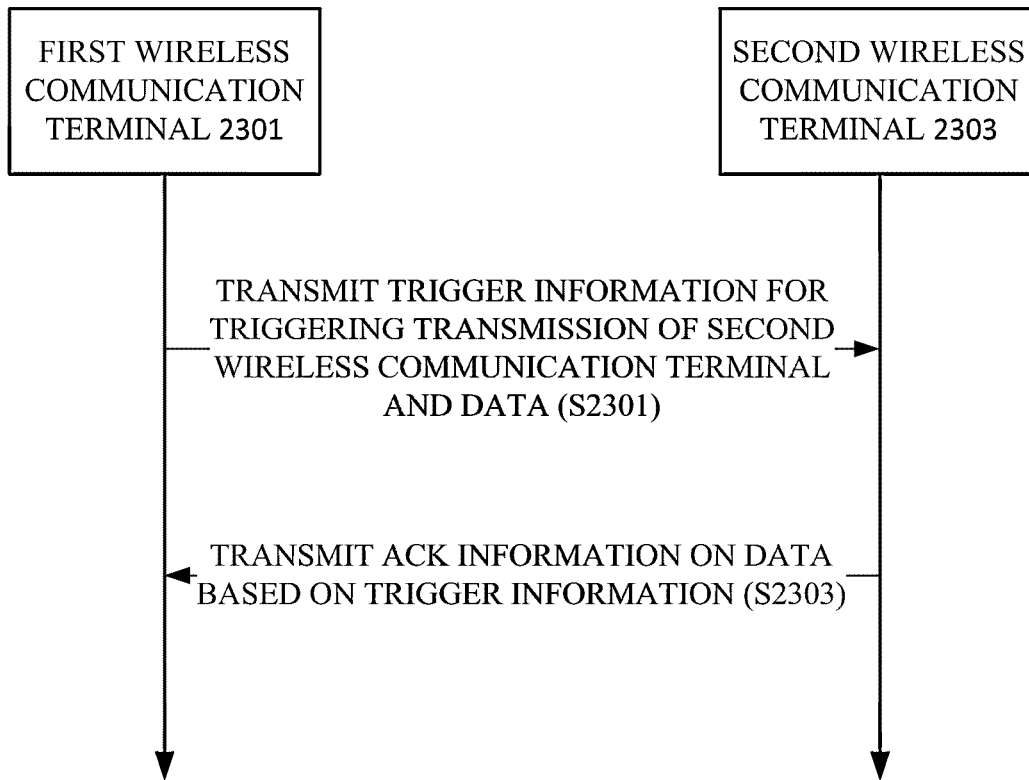 FIRST WIRELESS
COMMUNICATION
TERMINAL 2301
SECOND WIRELESS
COMMUNICATION
TERMINAL 2303
TRANSMIT TRIGGER INFORMATION FOR
TRIGGERING TRANSMISSION OF SECOND
WIRELESS COMMUNICATION TERMINAL
AND DATA (S2301)
TRANSMIT ACK INFORMATION ON DATA
BASED ON TRIGGER INFORMATION (S2303)